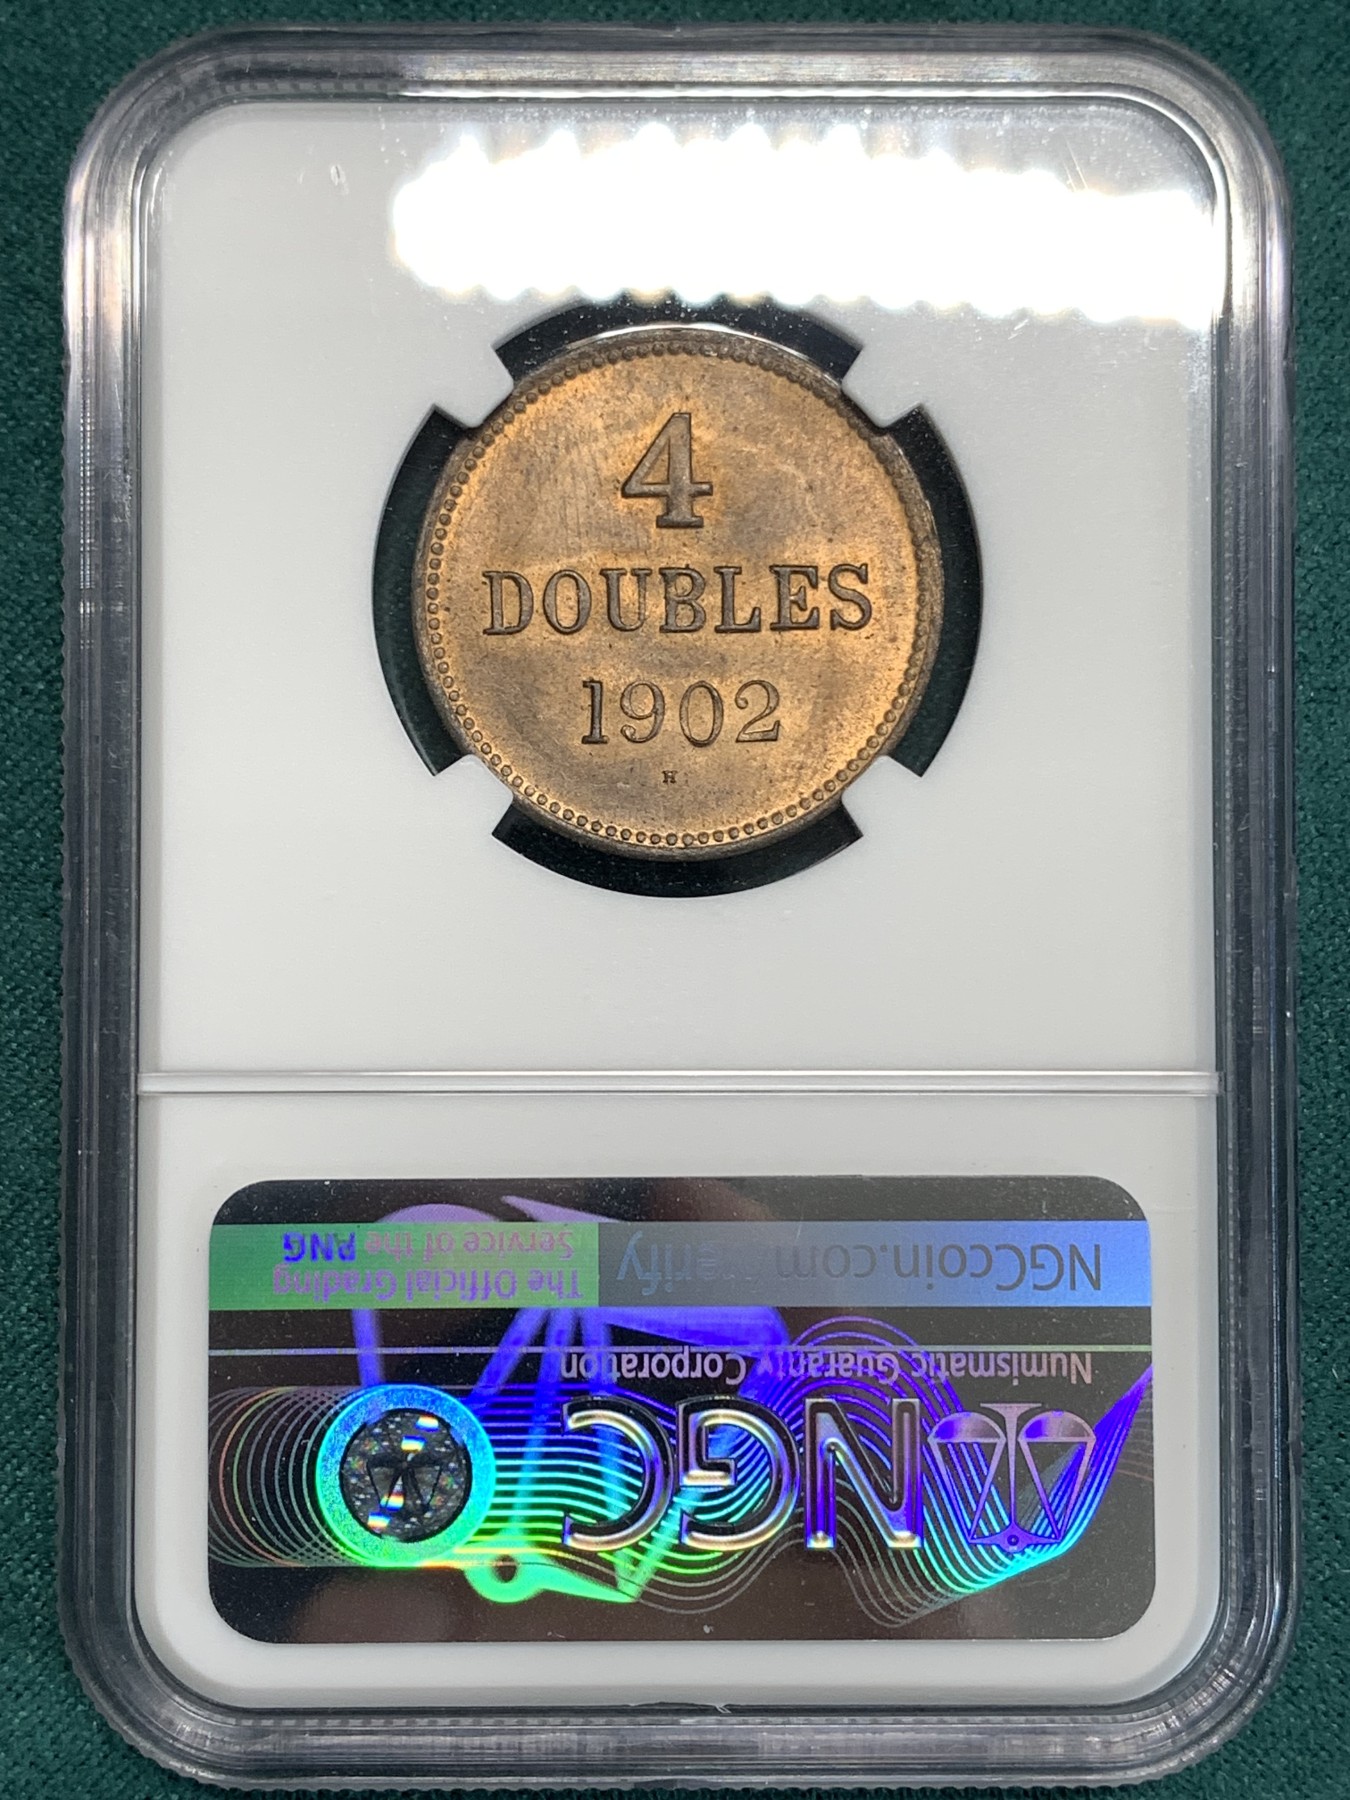 4
DOUBLES
1902
H
NGCcoin.com/verify
The Official Grading
Service of the PNG
Numismatic Guaranty Corporation
NGC